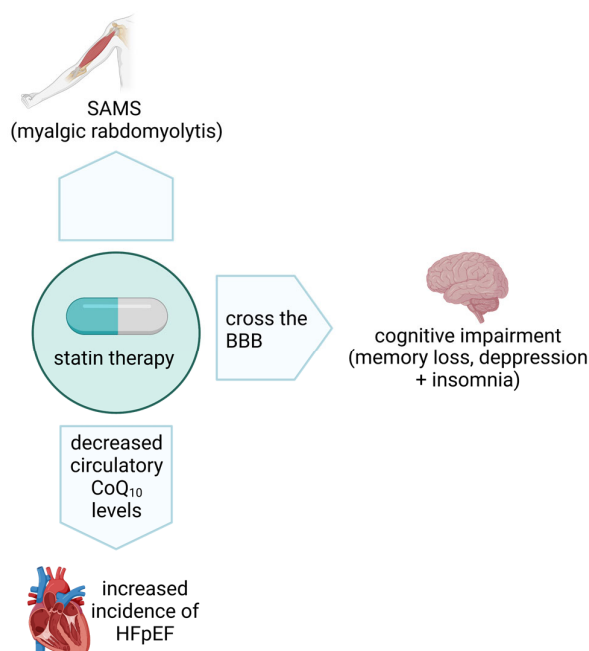 SAMS
(myalgic rabdomyolytis)
statin therapy
cross the
BBB
cognitive impairment
(memory loss, deppression
+ insomnia)
decreased
circulatory
CoQ₁₀
levels
increased
incidence of
HFpEF